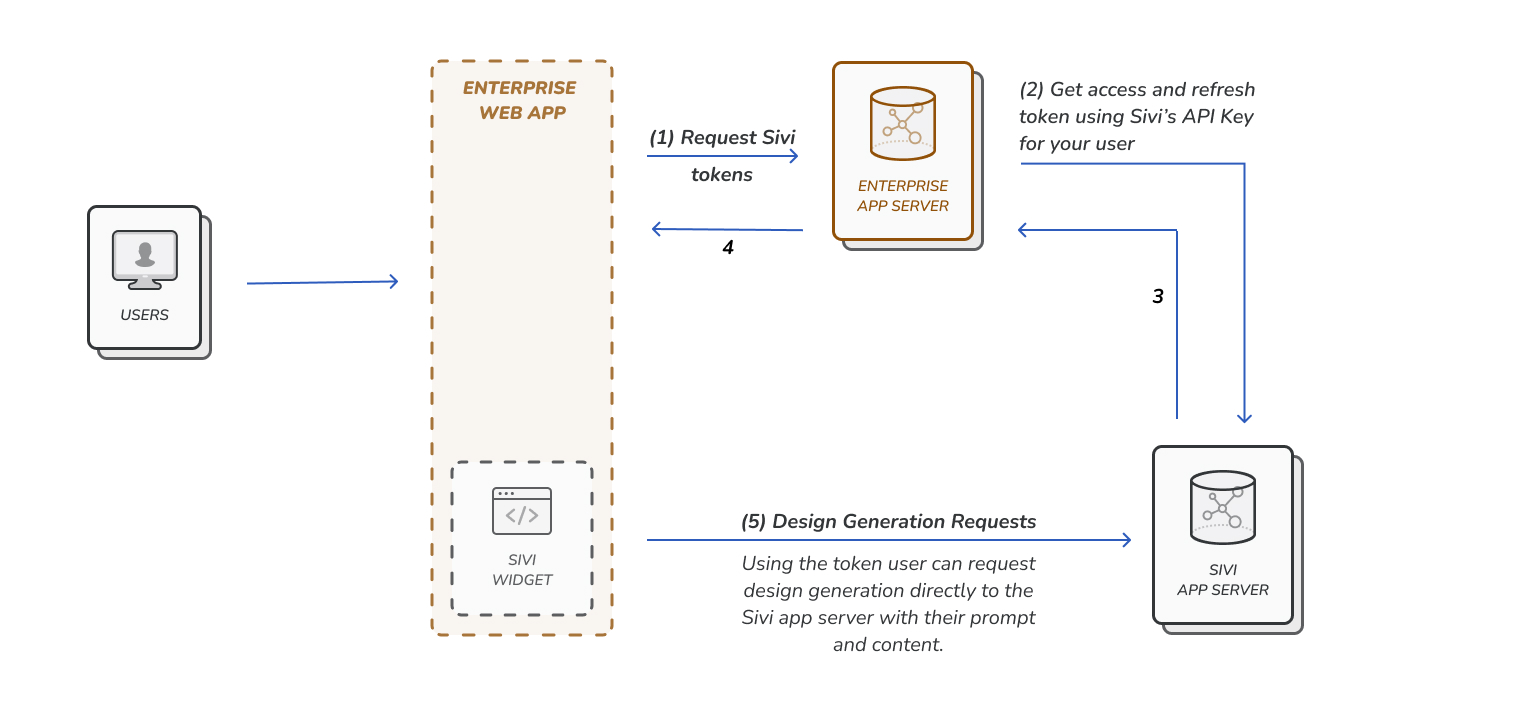 ENTERPRISE
WEB APP
(1) Request Sivi
tokens
4
ENTERPRISE
APP SERVER
(2) Get access and refresh
token using Sivi’s API Key
for your user
3
USERS
SIVI
WIDGET
(5) Design Generation Requests
Using the token user can request
design generation directly to the
Sivi app server with their prompt
and content.
SIVI
APP SERVER